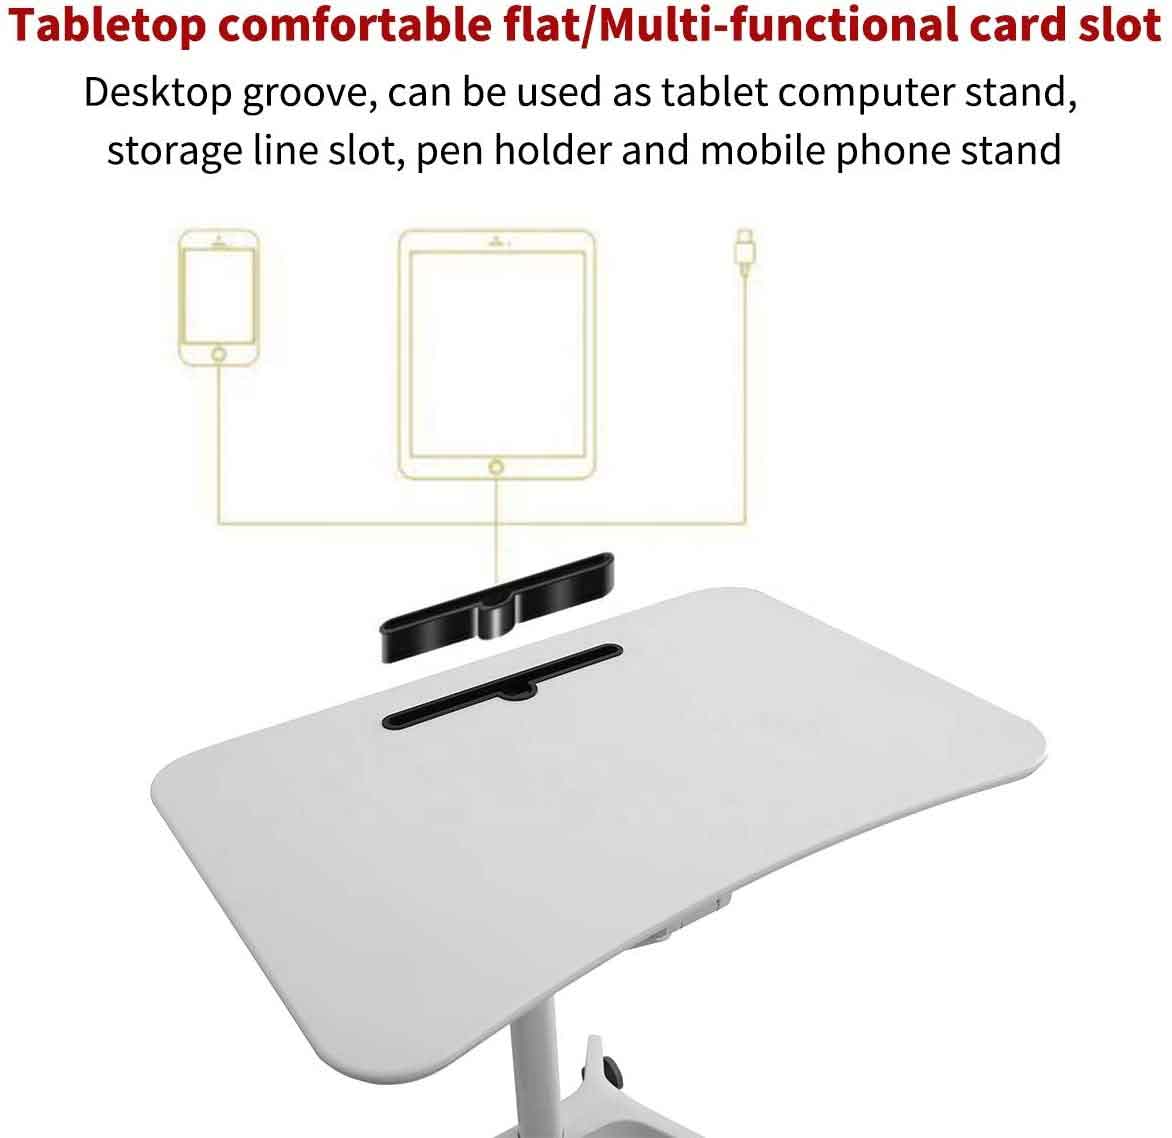 Tabletop comfortable flat/Multi-functional card slot
Desktop groove, can be used as tablet computer stand,
storage line slot, pen holder and mobile phone stand